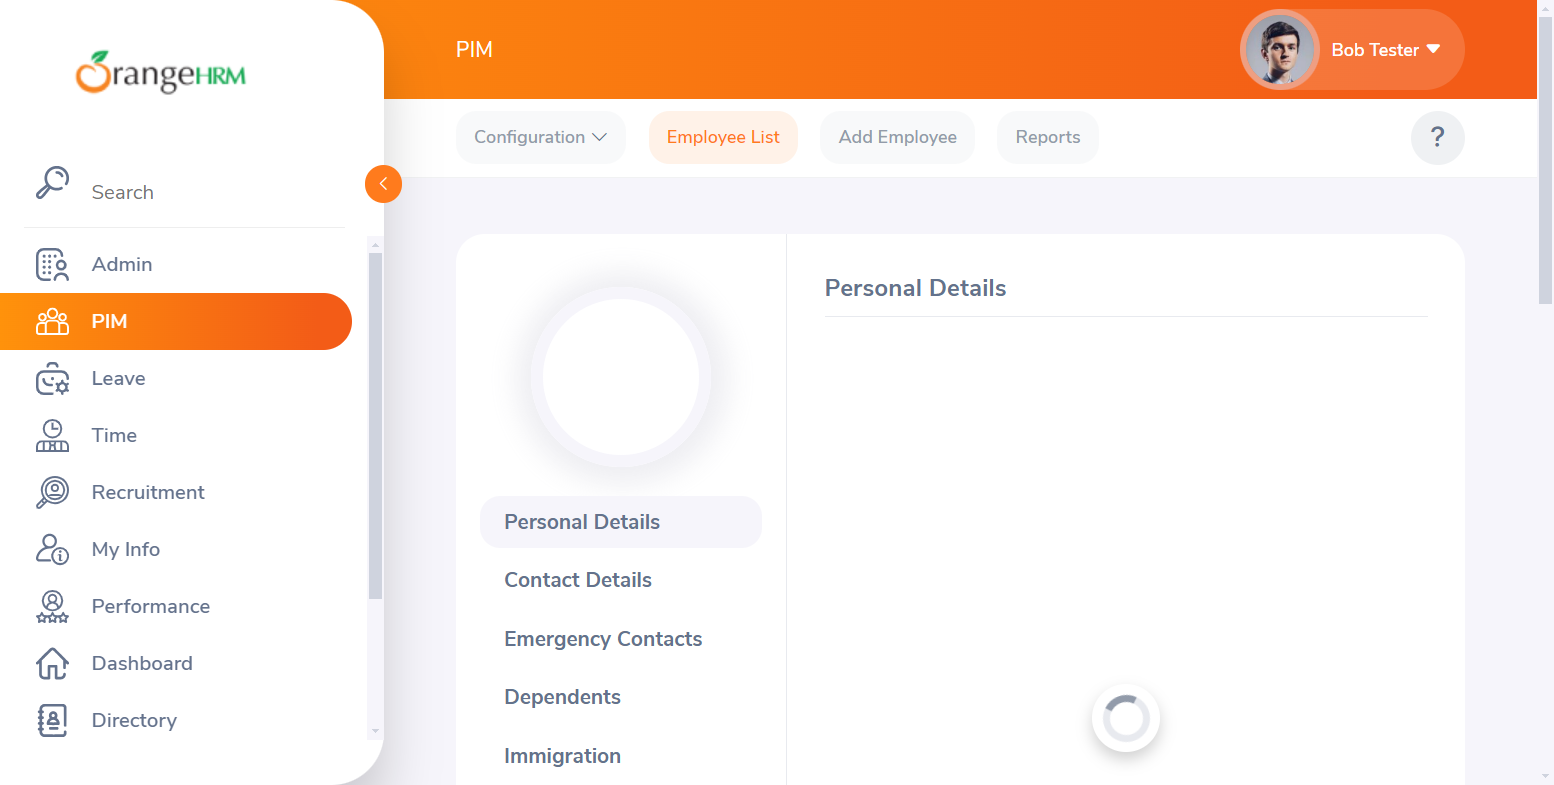 OrangeHRM
Search
Admin
PIM
Leave
Time
Recruitment
My Info
Performance
Dashboard
Directory
PIM
Bob Tester
Configuration
Employee List
Add Employee
Reports
?
Personal Details
Contact Details
Emergency Contacts
Dependents
Immigration
Personal Details